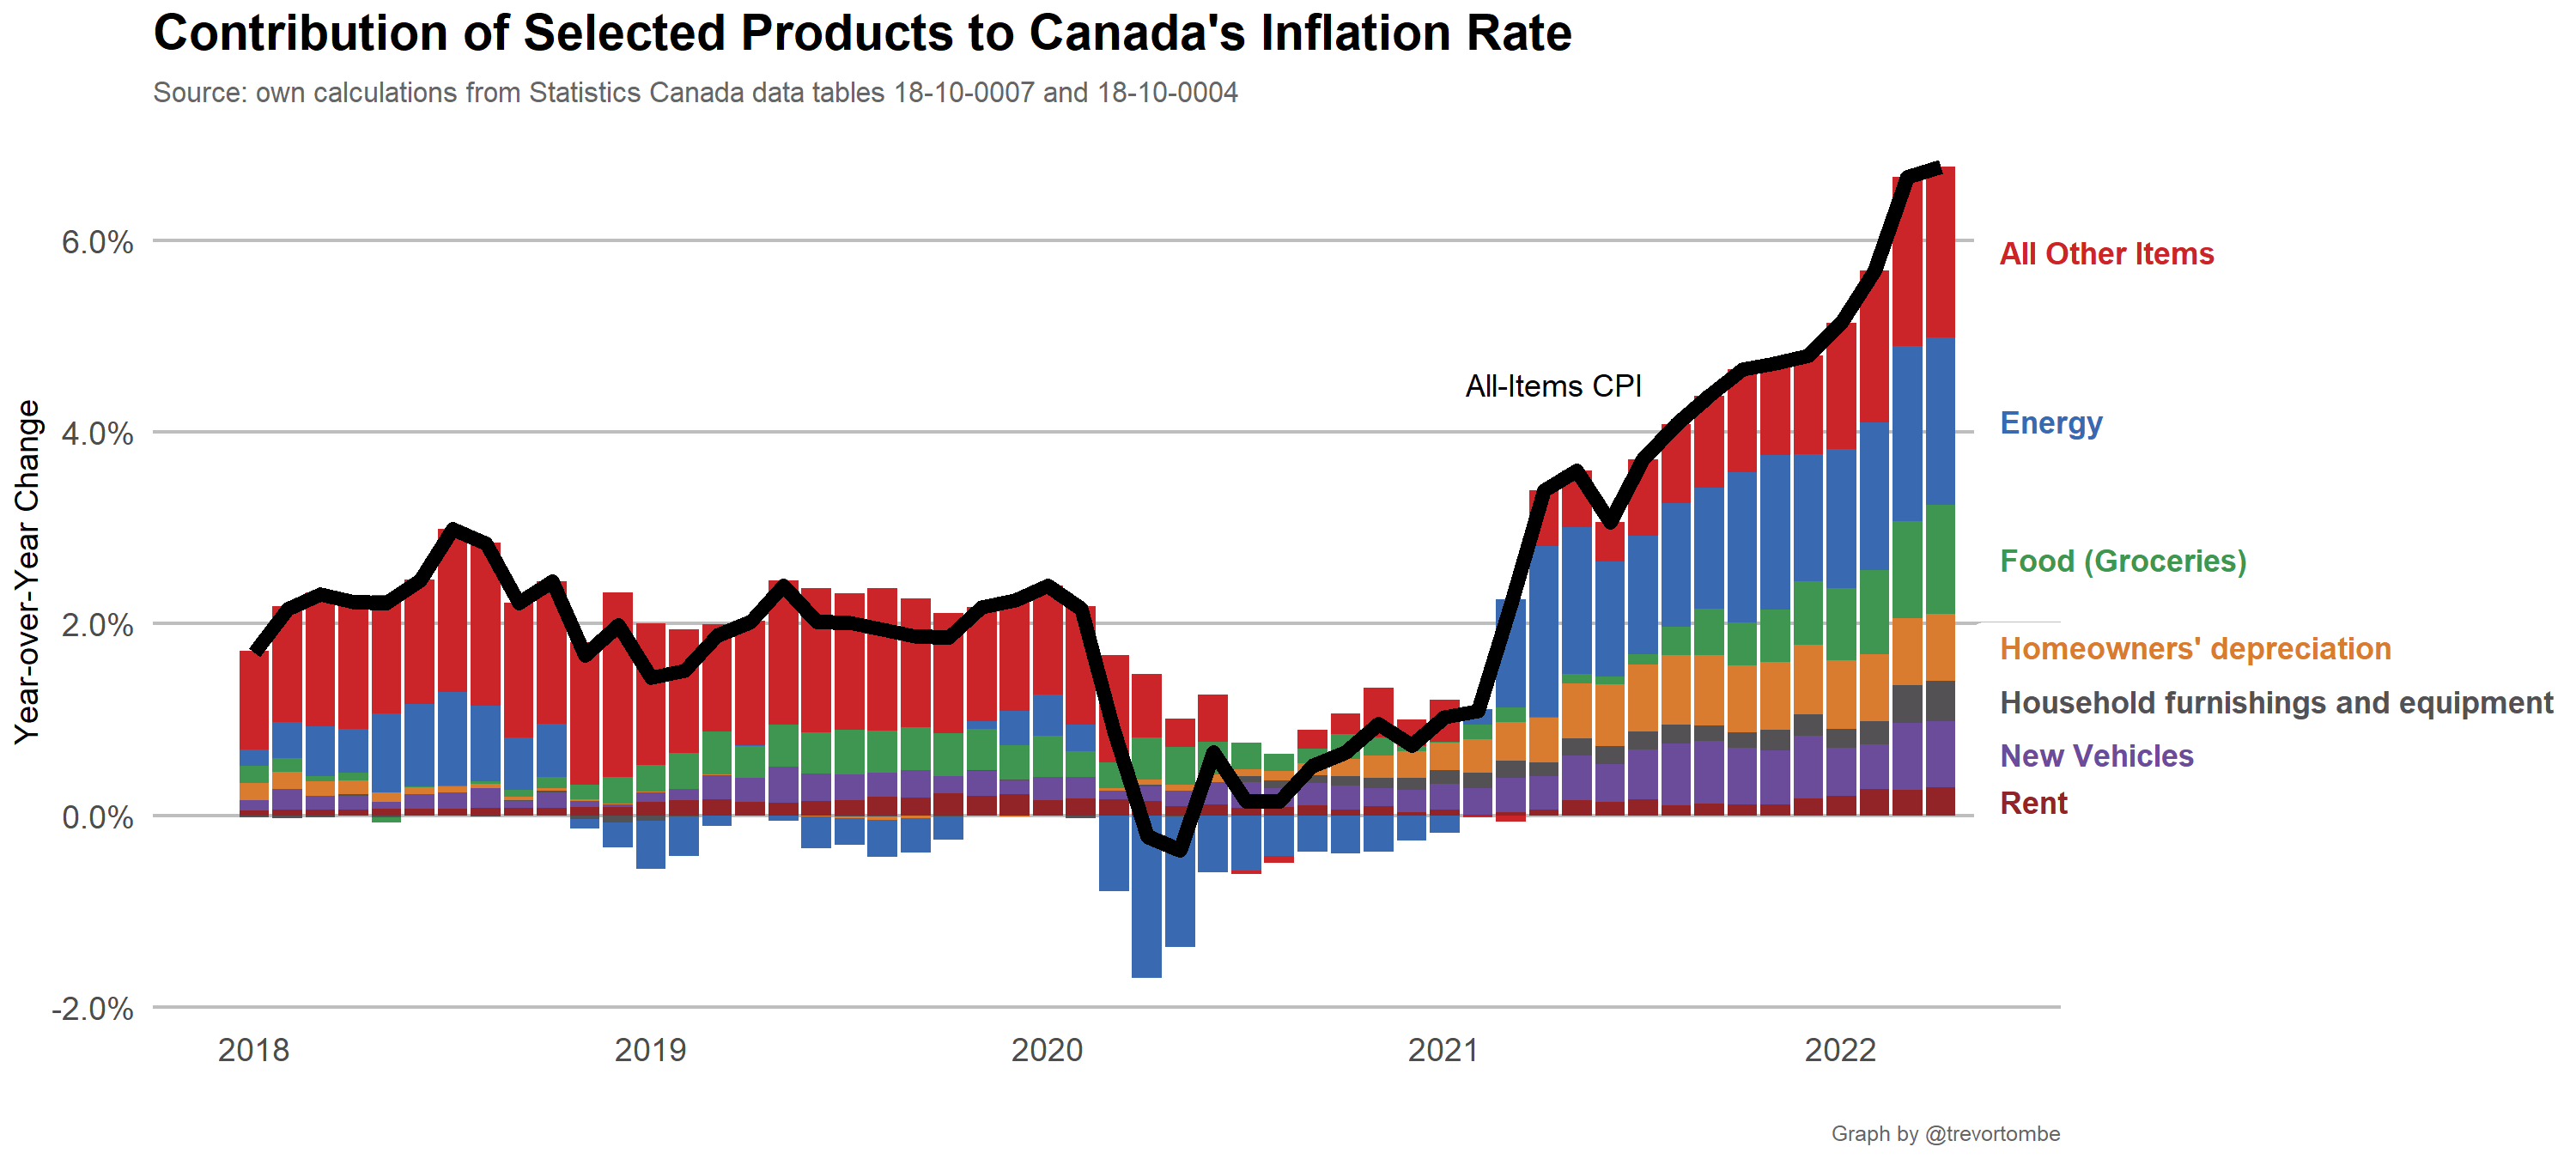 Contribution of Selected Products to Canada's Inflation Rate
Source: own calculations from Statistics Canada data tables 18-10-0007 and 18-10-0004
Year-over-Year Change
6.0%
4.0%
2.0%
0.0%
-2.0%
All-Items CPI
All Other Items
Energy
Food (Groceries)
Homeowners' depreciation
Household furnishings and equipment
New Vehicles
Rent
2018
2019
2020
2021
2022
Graph by @trevortombe